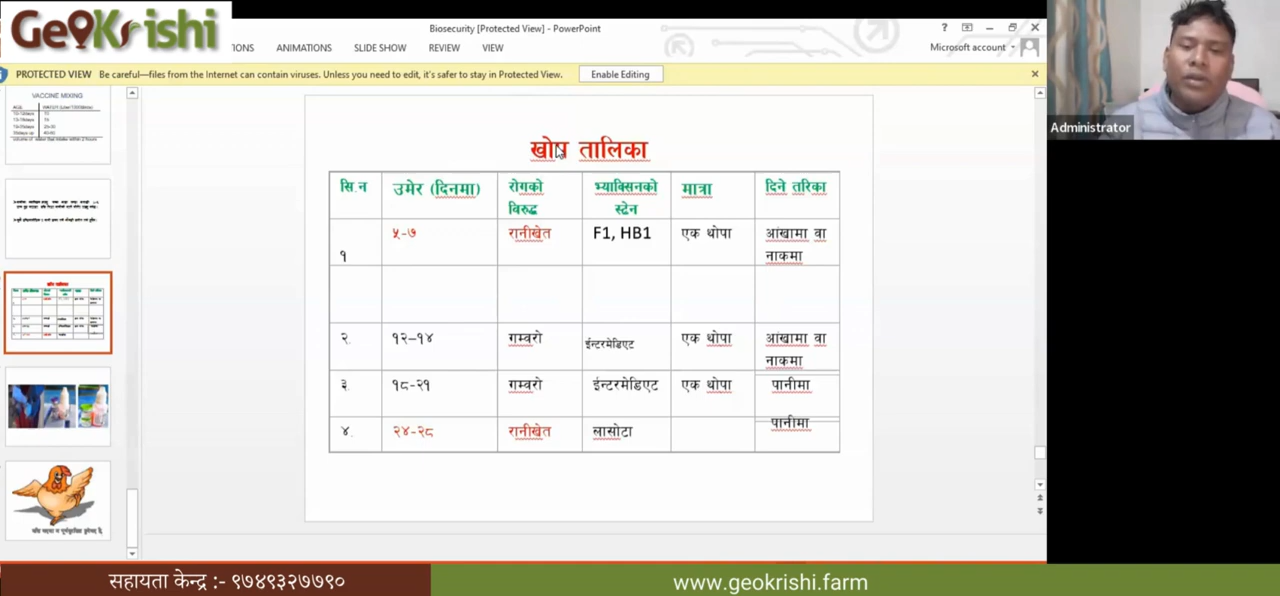 GeoKrishi
Biosecurity [Protected View] - PowerPoint
IONS ANIMATIONS SLIDE SHOW REVIEW VIEW
Microsoft account
PROTECTED VIEW Be careful—files from the Internet can contain viruses. Unless you need to edit, it's safer to stay in Protected View. Enable Editing
VACCINE MIXING
Administrator
खोप तालिका
सि.न उमेर (दिनमा) रोगको विरुद्ध भ्याक्सिनको स्टेन मात्रा दिने तरिका
१ ५-७ रानीखेत F1, HB1 एक थोपा आंखामा वा नाकमा
२ १२–१४ गम्वरो ईन्टरमेडिएट एक थोपा आंखामा वा नाकमा
३ १८-२१ गम्वरो ईन्टरमेडिएट एक थोपा पानीमा
४ २४-२८ रानीखेत लासोटा पानीमा
सहायता केन्द्र :- ९७४९३२७७९०
www.geokrishi.farm